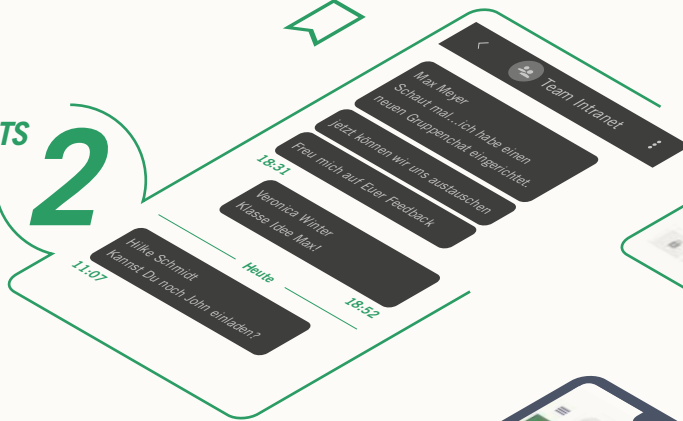 TS
2
Team Intranet
Max Meyer
Schaut mal...ich habe einen
neuen Gruppenchat eingerichtet.
jetzt können wir uns austauschen
Freu mich auf Euer Feedback
18:31
Veronica Winter
Klasse Idee Max!
18:52
Heute
Hilke Schmidt
Kannst Du noch John einladen?
11:07